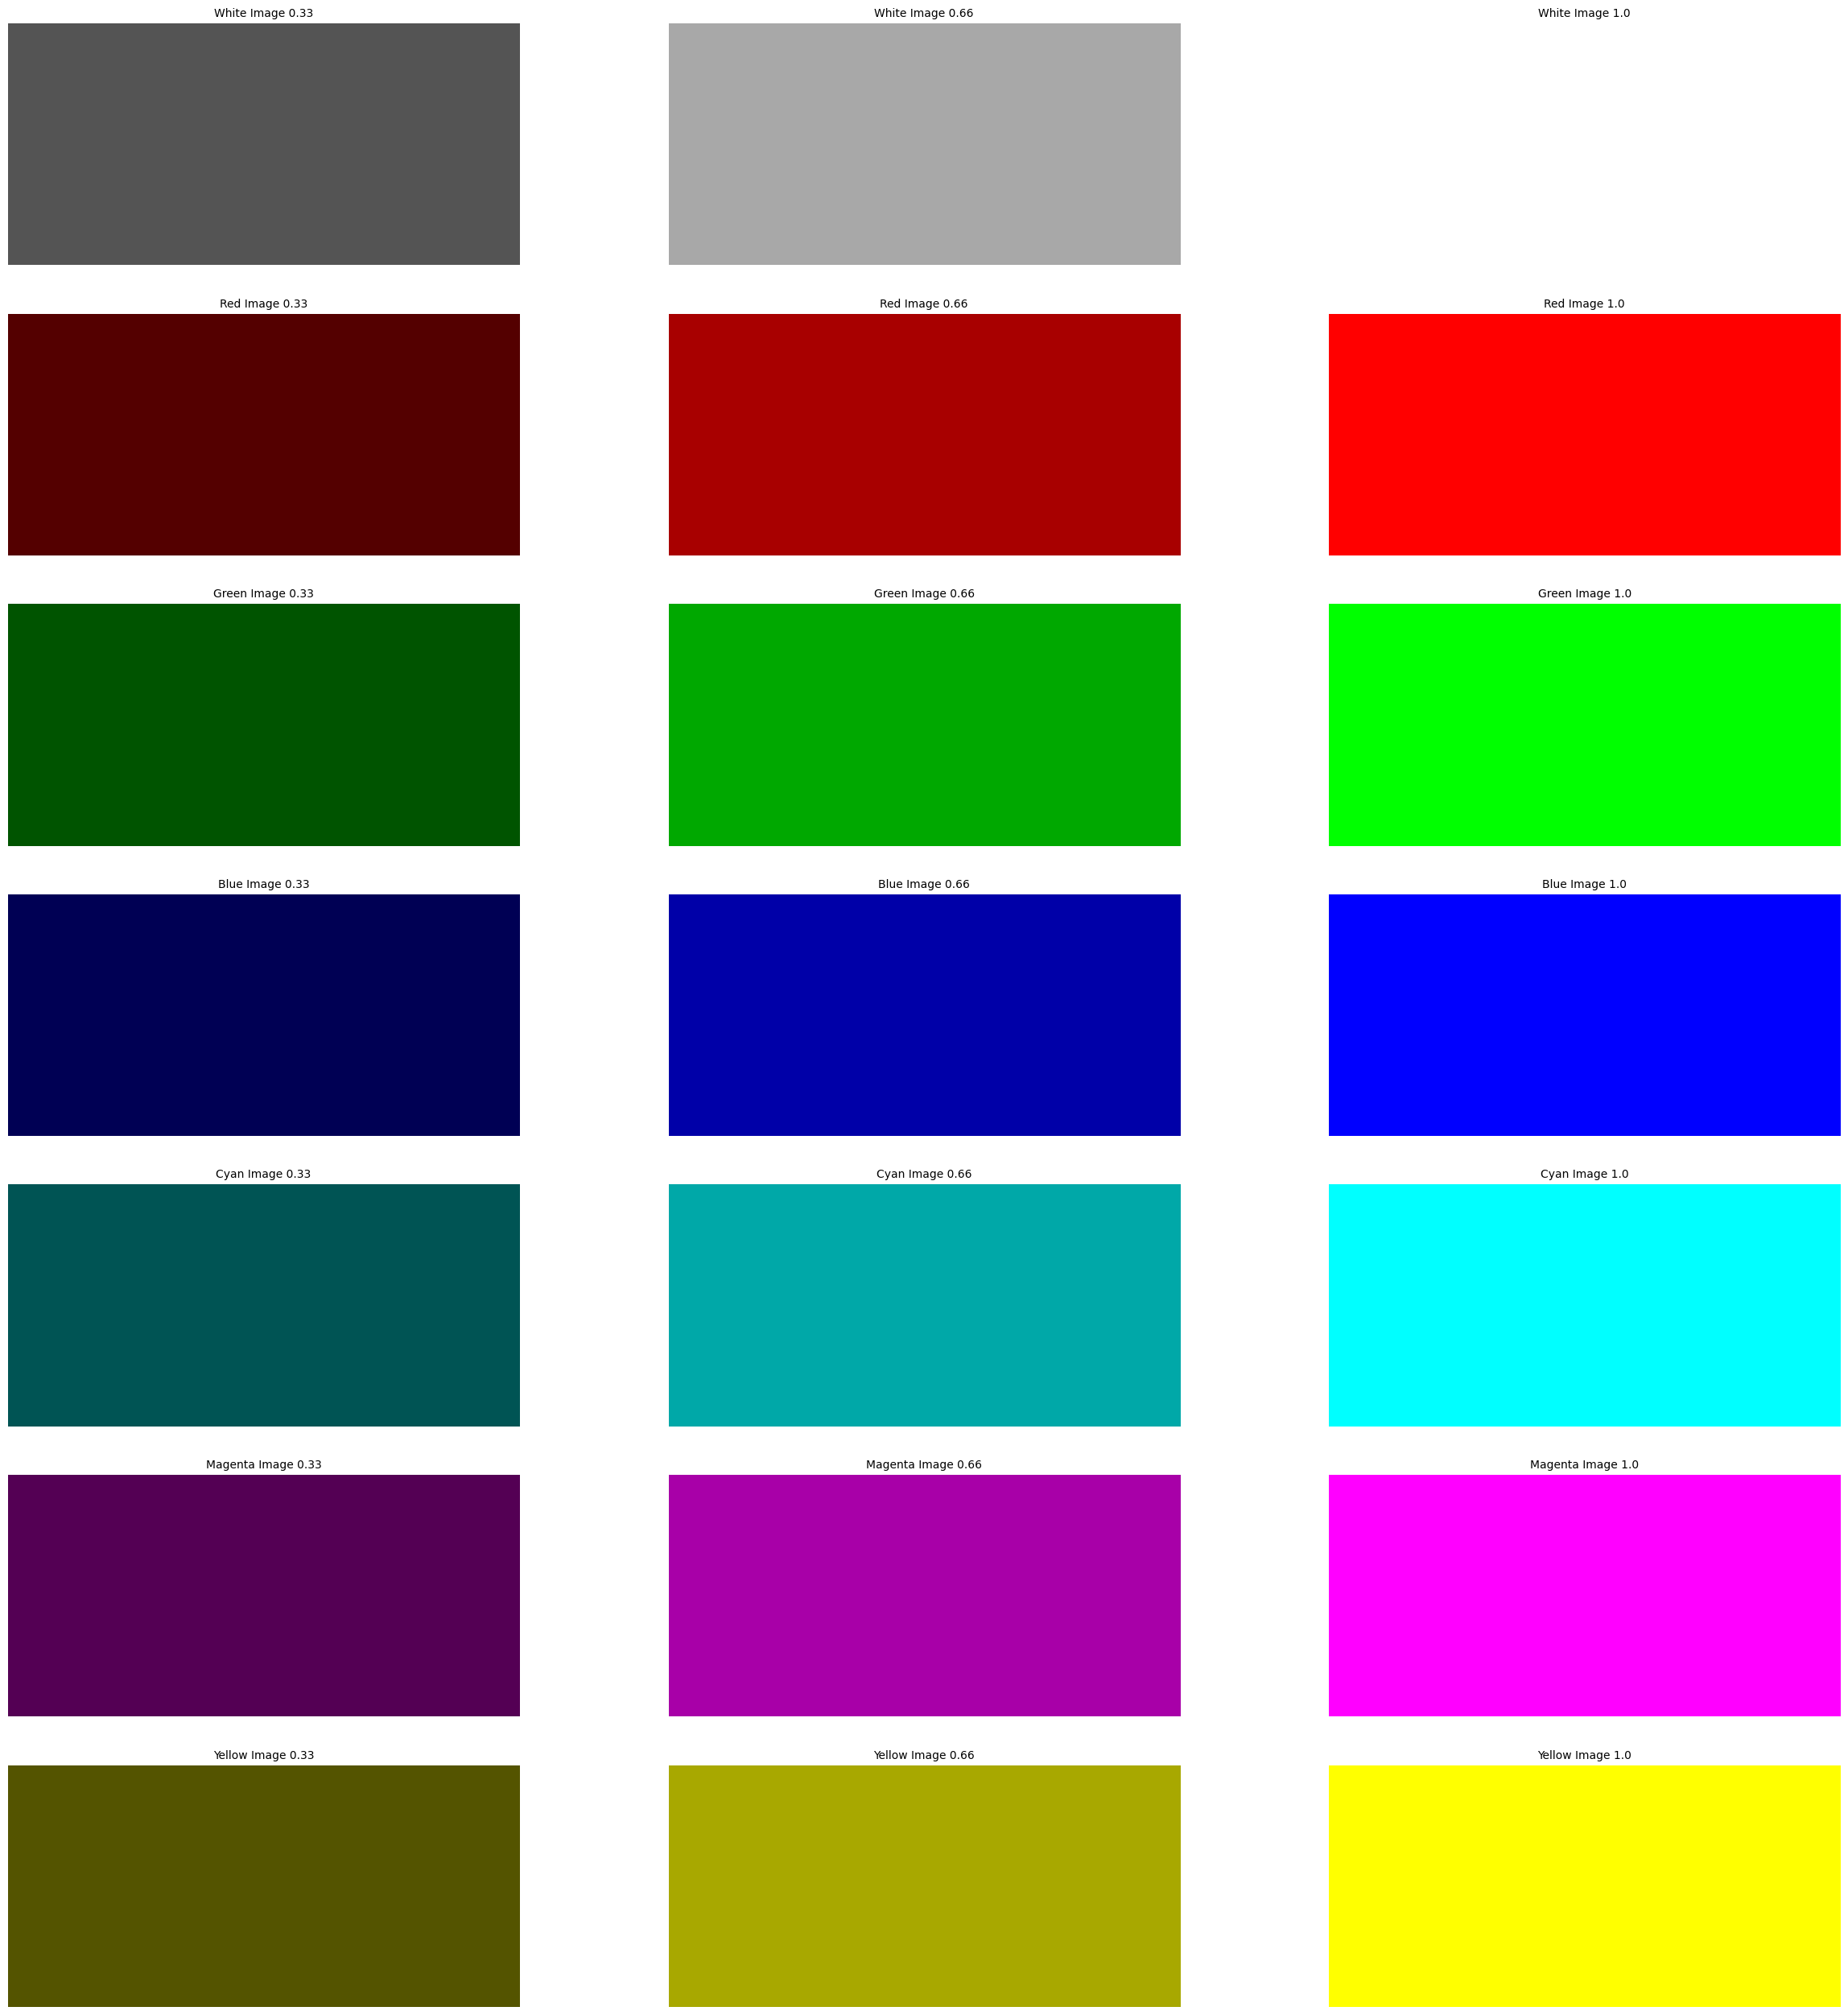 White Image 0.33
White Image 0.66
White Image 1.0
Red Image 0.33
Red Image 0.66
Red Image 1.0
Green Image 0.33
Green Image 0.66
Green Image 1.0
Blue Image 0.33
Blue Image 0.66
Blue Image 1.0
Cyan Image 0.33
Cyan Image 0.66
Cyan Image 1.0
Magenta Image 0.33
Magenta Image 0.66
Magenta Image 1.0
Yellow Image 0.33
Yellow Image 0.66
Yellow Image 1.0